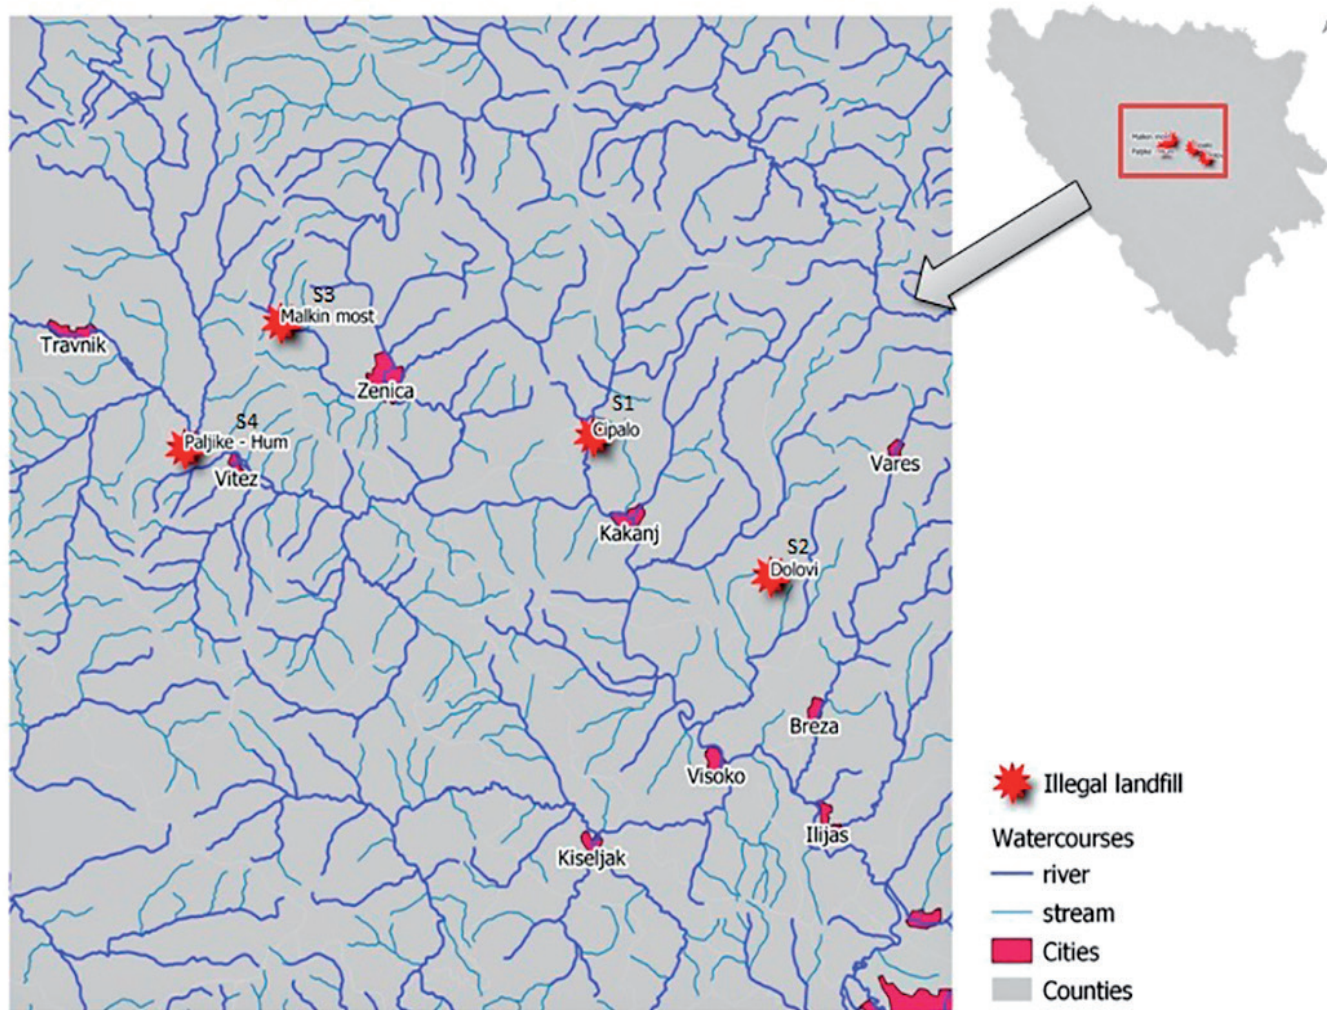 S3
Malkin most
Travnik
Zenica
S1
Cipalo
S4
Paljike - Hum
Vitez
Vares
Kakanj
S2
Dolovi
Breza
Visoko
Ilijas
Kiseljak
Illegal landfill
Watercourses
river
stream
Cities
Counties